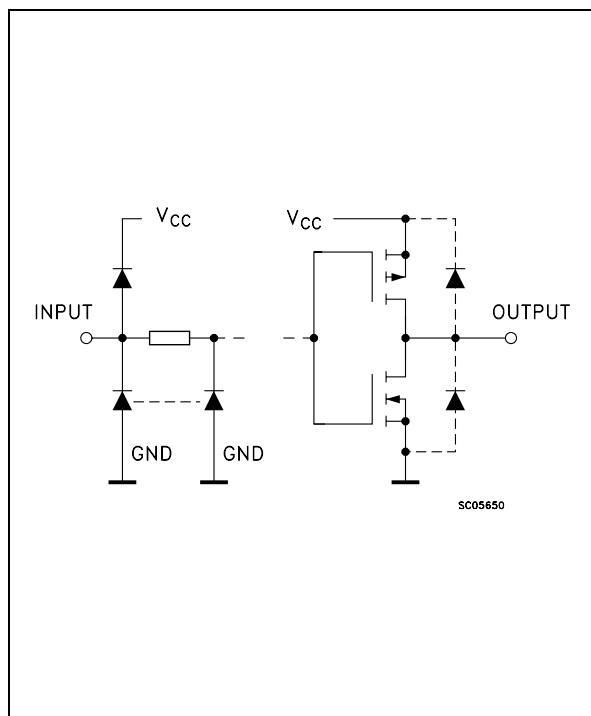 VCC
VCC
INPUT
OUTPUT
GND
GND
SC05650